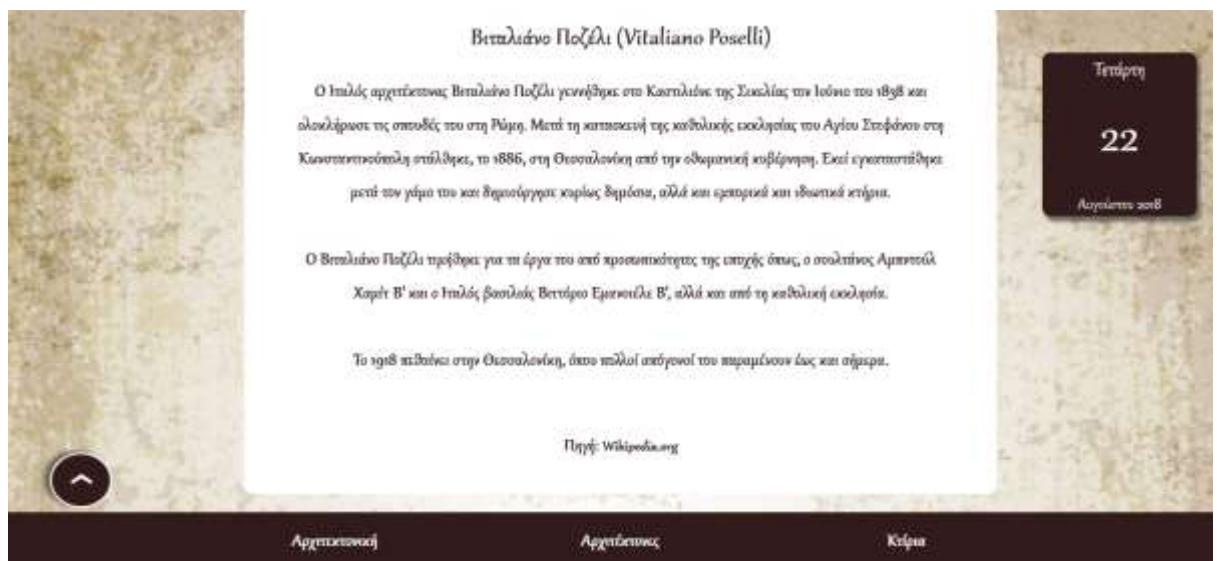 Βιταλιάνο Ποζέλι (Vitaliano Poselli)
Ο Ιταλός αρχιτέκτονας Βιταλιάνο Ποζέλι γεννήθηκε στο Καστιλιόνε της Σικελίας τον Ιούνιο του 1838 και
ολοκλήρωσε τις σπουδές του στη Ρώμη. Μετά τη κατασκευή της καθολικής εκκλησίας του Αγίου Στεφάνου στη
Κωνσταντινούπολη στάλθηκε, το 1886, στη Θεσσαλονίκη από την οθωμανική κυβέρνηση. Εκεί εγκαταστάθηκε
μετά τον γάμο του και δημιούργησε κυρίως δημόσια, αλλά και εμπορικά και ιδιωτικά κτήρια.
Ο Βιταλιάνο Ποζέλι τιμήθηκε για τα έργα του από προσωπικότητες της εποχής όπως, ο σουλτάνος Αμπντούλ
Χαμίτ Β' και ο Ιταλός βασιλιάς Βιττόριο Εμανουέλε Β', αλλά και από τη καθολική εκκλησία.
Το 1918 πεθαίνει στην Θεσσαλονίκη, όπου πολλοί απόγονοί του παραμένουν έως και σήμερα.
Πηγή: Wikipedia.org
Τετάρτη
22
Αυγούστου 2018
Αρχιτεκτονική
Αρχιτέκτονες
Κτίρια